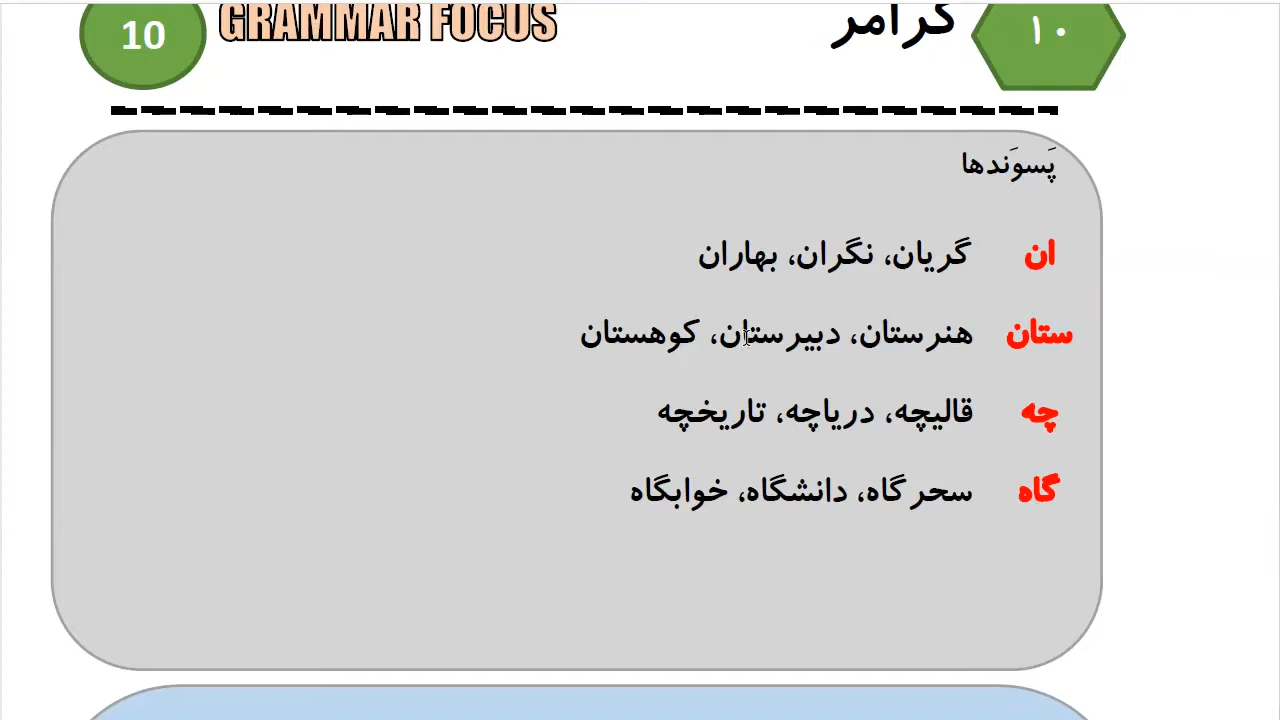 10 GRAMMAR FOCUS گرامر ۱۰
پَسوَندها
ان گریان، نگران، بهاران
ستان هنرستان، دبیرستان، کوهستان
چه قالیچه، دریاچه، تاریخچه
گاه سحرگاه، دانشگاه، خوابگاه